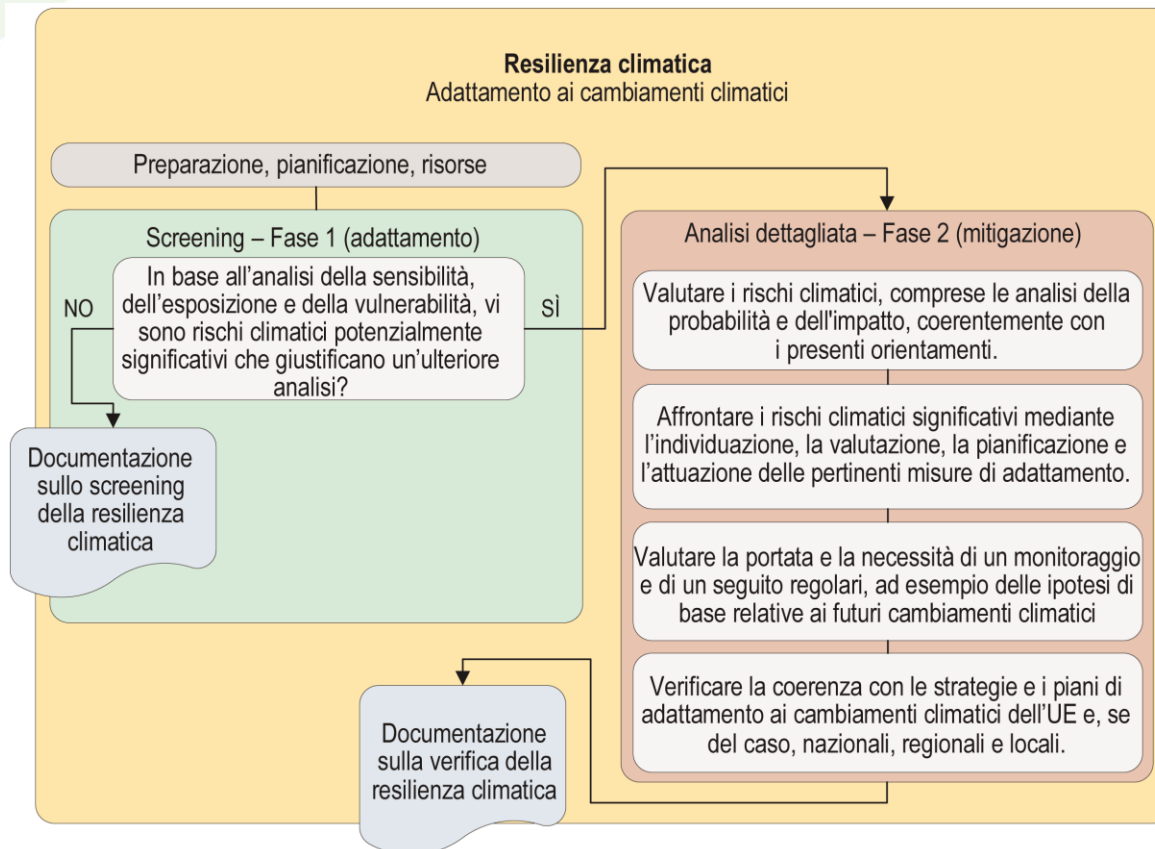 Resilienza climatica
Adattamento ai cambiamenti climatici
Preparazione, pianificazione, risorse
Screening – Fase 1 (adattamento)
In base all’analisi della sensibilità,
dell’esposizione e della vulnerabilità, vi
sono rischi climatici potenzialmente
significativi che giustificano un’ulteriore
analisi?
NO
SÌ
Documentazione
sullo screening
della resilienza
climatica
Analisi dettagliata – Fase 2 (mitigazione)
Valutare i rischi climatici, comprese le analisi della
probabilità e dell'impatto, coerentemente con
i presenti orientamenti.
Affrontare i rischi climatici significativi mediante
l’individuazione, la valutazione, la pianificazione e
l’attuazione delle pertinenti misure di adattamento.
Valutare la portata e la necessità di un monitoraggio
e di un seguito regolari, ad esempio delle ipotesi di
base relative ai futuri cambiamenti climatici
Verificare la coerenza con le strategie e i piani di
adattamento ai cambiamenti climatici dell’UE e, se
del caso, nazionali, regionali e locali.
Documentazione
sulla verifica della
resilienza climatica